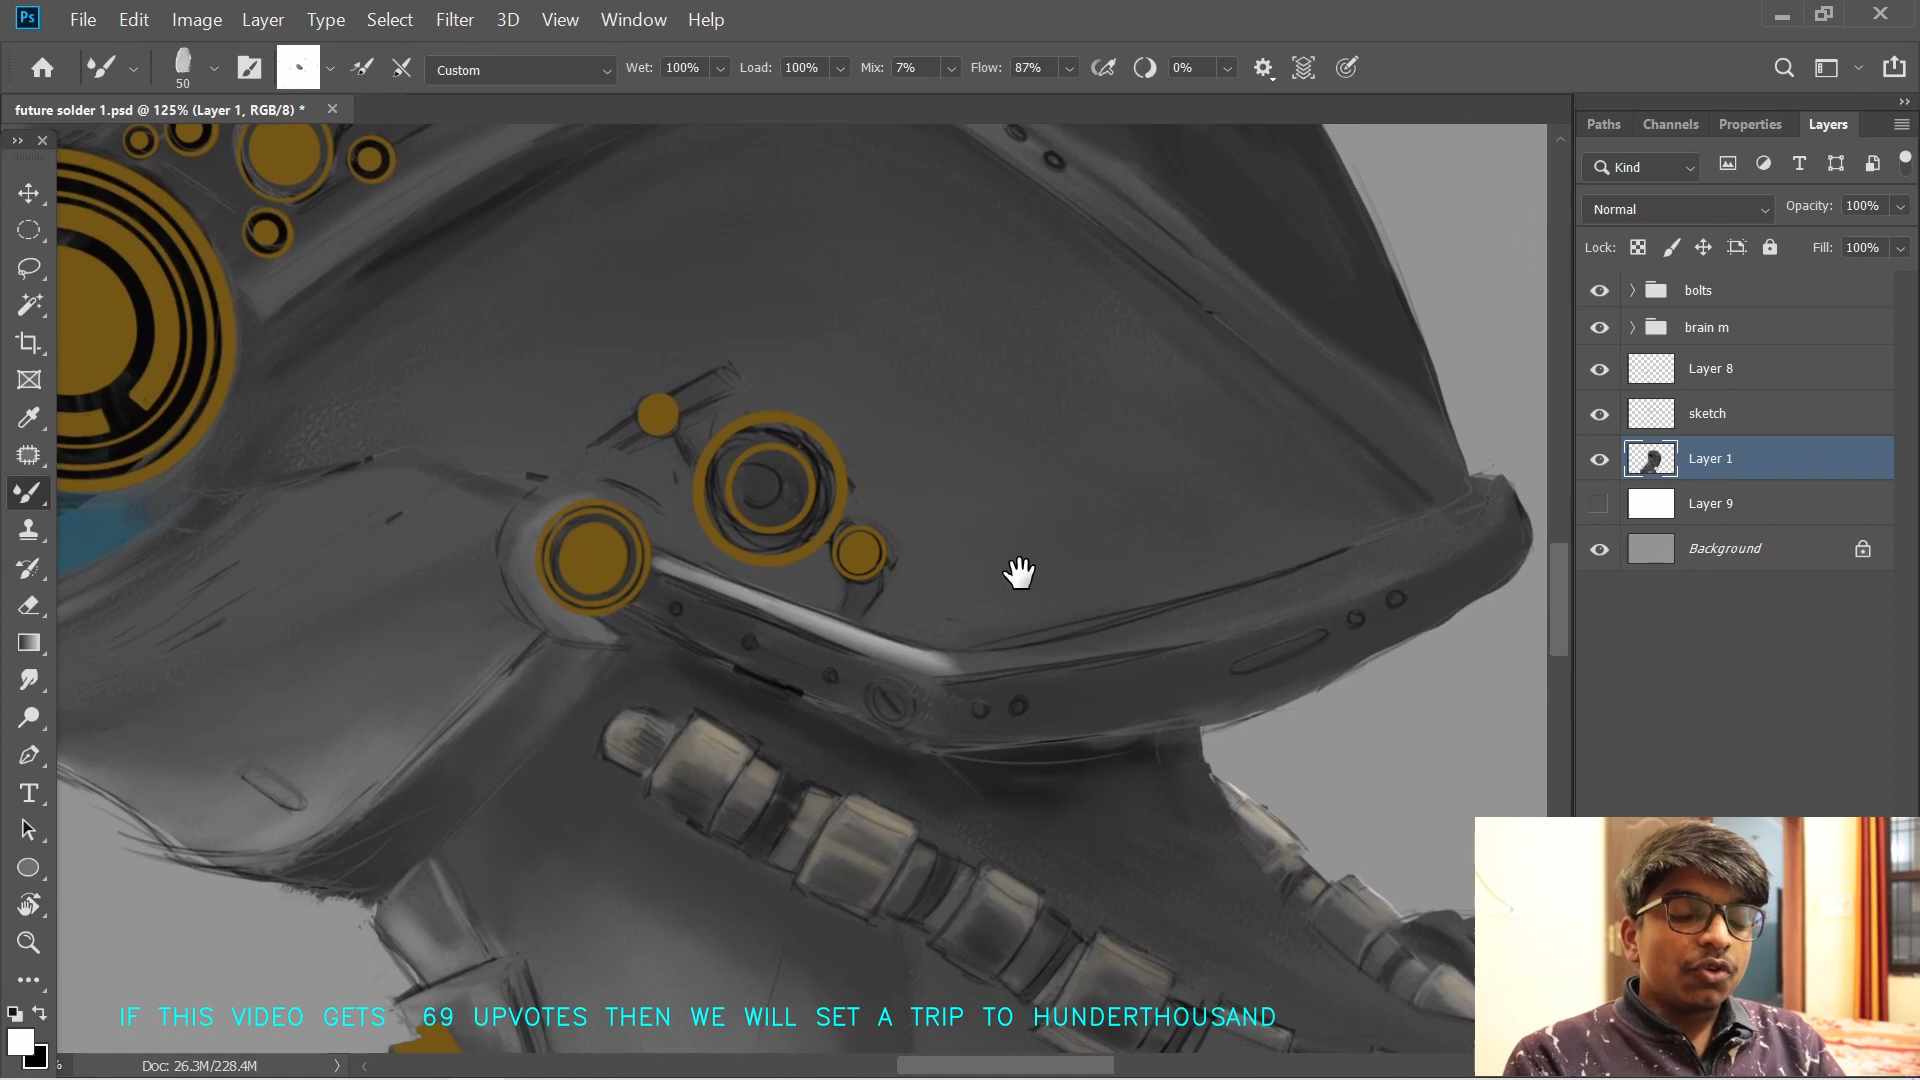 Ps File Edit Image Layer Type Select Filter 3D View Window Help
50 Custom Wet: 100% Load: 100% Mix: 7% Flow: 87% 0%
future solder 1.psd @ 125% (Layer 1, RGB/8) *
Paths Channels Properties Layers
Kind
Normal Opacity: 100%
Lock: Fill: 100%
bolts
brain m
Layer 8
sketch
Layer 1
Layer 9
Background
IF THIS VIDEO GETS 69 UPVOTES THEN WE WILL SET A TRIP TO HUNDERTHOUSAND
% Doc: 26.3M/228.4M